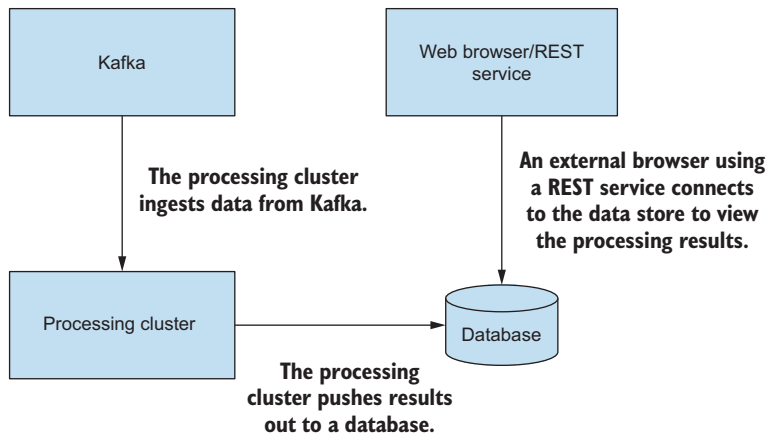 Kafka
Web browser/REST
service
The processing cluster
ingests data from Kafka.
An external browser using
a REST service connects
to the data store to view
the processing results.
Processing cluster
Database
The processing
cluster pushes results
out to a database.